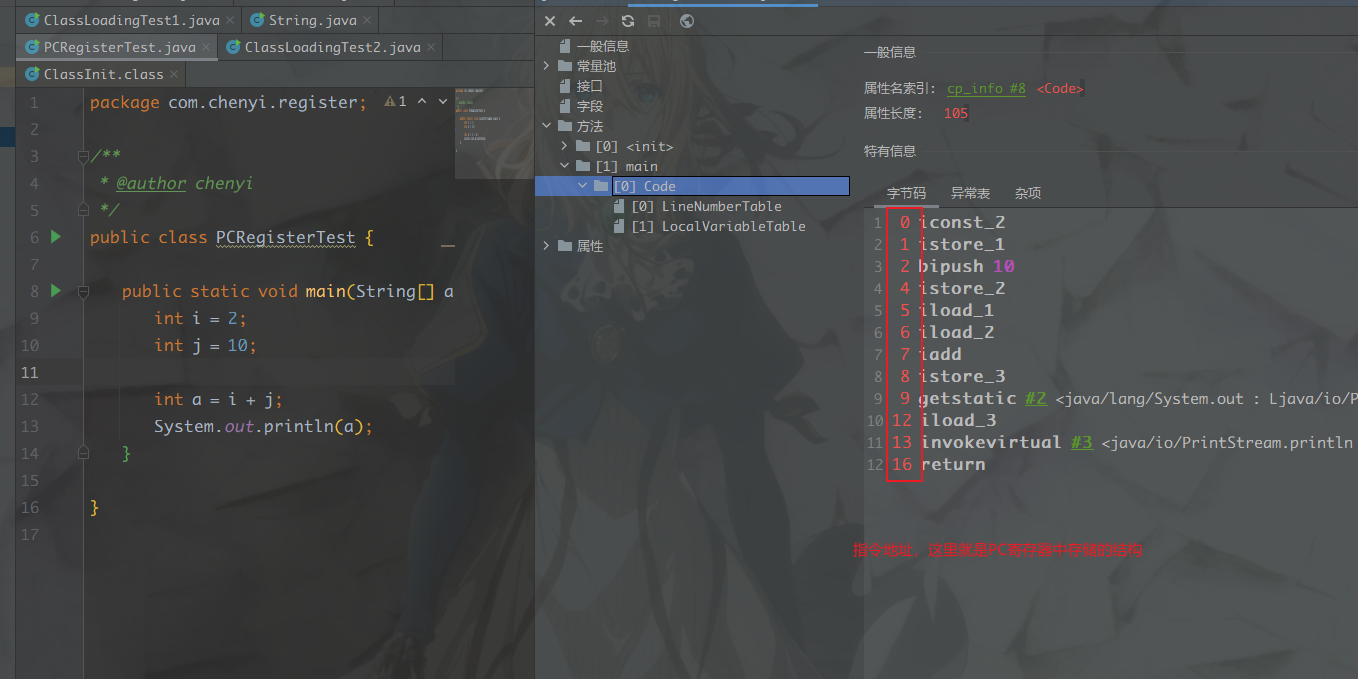 ClassLoadingTest1.java
String.java
PCRegisterTest.java
ClassLoadingTest2.java
ClassInit.class
1 package com.chenyi.register;
1
2
3 /**
4 * @author chenyi
5 */
6 public class PCRegisterTest {
7
8 public static void main(String[] a
9 int i = 2;
10 int j = 10;
11
12 int a = i + j;
13 System.out.println(a);
14 }
15
16 }
17
一般信息
常量池
接口
字段
方法
[0] <init>
[1] main
[0] Code
[0] LineNumberTable
[1] LocalVariableTable
属性
一般信息
属性名索引: cp_info #8 <Code>
属性长度: 105
特有信息
字节码 异常表 杂项
1 0 iconst_2
2 1 istore_1
3 2 bipush 10
4 4 istore_2
5 5 iload_1
6 6 iload_2
7 7 iadd
8 8 istore_3
9 9 getstatic #2 <java/lang/System.out : Ljava/io/P
10 12 iload_3
11 13 invokevirtual #3 <java/io/PrintStream.println
12 16 return
指令地址，这里就是PC寄存器中存储的结构